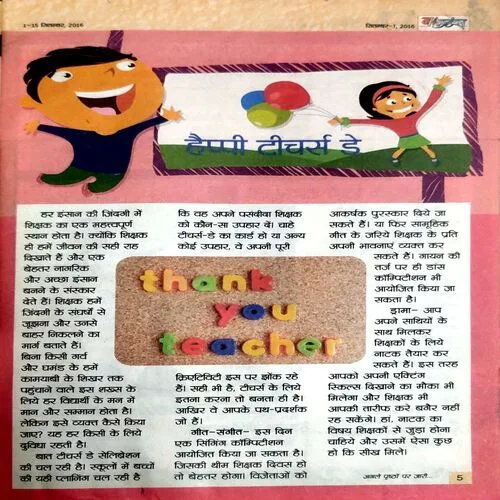 1-15 सितम्बर, 2016
सितम्बर-1, 2016
हैप्पी टीचर्स डे
हर इंसान की जिंदगी में
शिक्षक का एक महत्त्वपूर्ण
स्थान होता है। क्योंकि शिक्षक
ही हमें जीवन की सही राह
दिखाते हैं और एक
बेहतर नागरिक
और अच्छा इंसान
बनने के संस्कार
देते हैं। शिक्षक हमें
जिंदगी के संघर्षों से
जूझना और उनसे
बाहर निकलने का
मार्ग बताते हैं।
बिना किसी गर्व
और घमंड के हमें
कामयाबी के शिखर तक
पहुंचाने वाले इस शख्स के
लिये हर विद्यार्थी के मन में
मान और सम्मान होता है।
लेकिन इसे व्यक्त कैसे किया
जाए? यह हर किसी के लिये
दुविधा रहती है।
बात टीचर्स डे सेलिब्रेशन
की चल रही है। स्कूलों में बच्चों
की यही प्लानिंग चल रही है
कि वह अपने पसंदीदा शिक्षक
को कौन-सा उपहार दें। चाहे
टीचर्स-डे का कार्ड हो या अन्य
कोई उपहार, वे अपनी पूरी
thank
you
teacher
क्रिएटिविटी इस पर झोंक रहे
हैं। सही भी है, टीचर्स के लिये
इतना करना तो बनता ही है।
आखिर वे आपके पथ-प्रदर्शक
जो हैं।
गीत-संगीत- इस दिन
एक सिंगिंग कॉम्पिटीशन
आयोजित किया जा सकता है।
जिसकी थीम शिक्षक दिवस हो
तो बेहतर होगा। विजेताओं को
आकर्षक पुरस्कार दिये जा
सकते हैं। या फिर सामूहिक
गीत के जरिये शिक्षक के प्रति
अपनी भावनाएं व्यक्त कर
सकते हैं। गायन की
तर्ज पर ही डांस
कॉम्पिटीशन भी
आयोजित किया जा
सकता है।
ड्रामा- आप
अपने साथियों के
साथ मिलकर
शिक्षकों के लिये
नाटक तैयार कर
सकते हैं। इस तरह
आपको अपनी एक्टिंग
स्किल्स दिखाने का मौका भी
मिलेगा और शिक्षक भी
आपकी तारीफ करे बगैर नहीं
रह सकेंगे। हां, नाटक का
विषय शिक्षकों से जुड़ा होना
चाहिये और उसमें ऐसा कुछ
हो कि सीख मिले।
अगले पृष्ठों पर जारी...
5